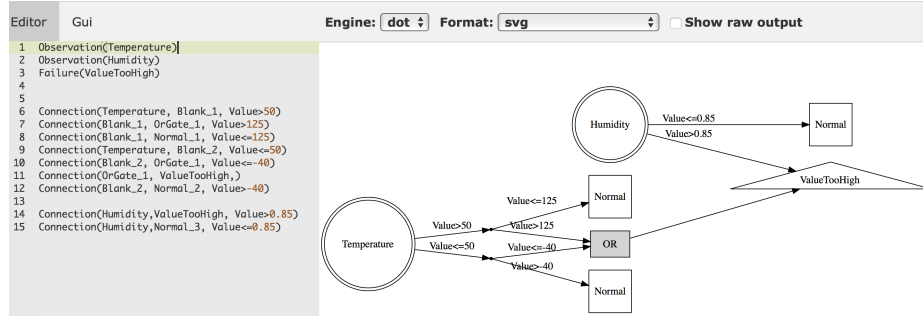 Editor Gui Engine: dot Format: svg Show raw output
1 Observation(Temperature)
2 Observation(Humidity)
3 Failure(ValueTooHigh)
4
5
6 Connection(Temperature, Blank_1, Value>50)
7 Connection(Blank_1, OrGate_1, Value>125)
8 Connection(Blank_1, Normal_1, Value<=125)
9 Connection(Temperature, Blank_2, Value<=50)
10 Connection(Blank_2, OrGate_1, Value<=-40)
11 Connection(OrGate_1, ValueTooHigh,)
12 Connection(Blank_2, Normal_2, Value>-40)
13
14 Connection(Humidity,ValueTooHigh, Value>0.85)
15 Connection(Humidity,Normal_3, Value<=0.85)
Humidity
Value<=0.85
Value>0.85
Normal
ValueTooHigh
Temperature
Value>50
Value<=50
Value<=125
Value>125
Value<=-40
Value>-40
Normal
OR
Normal